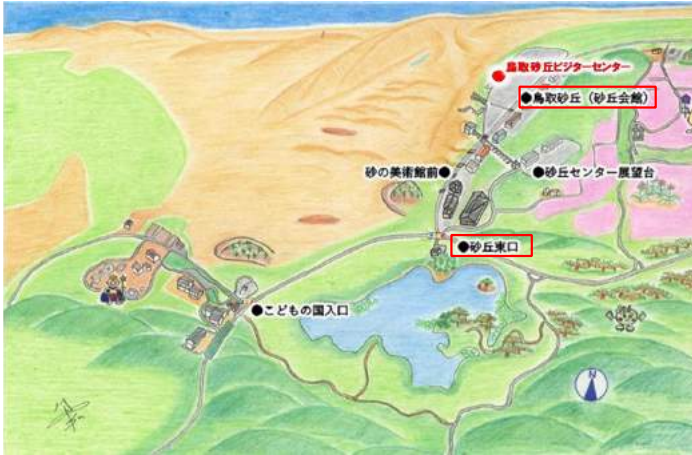 鳥取砂丘ビジターセンター
●鳥取砂丘（砂丘会館）
砂の美術館前●
●砂丘センター展望台
●砂丘東口
●こどもの国入口
N